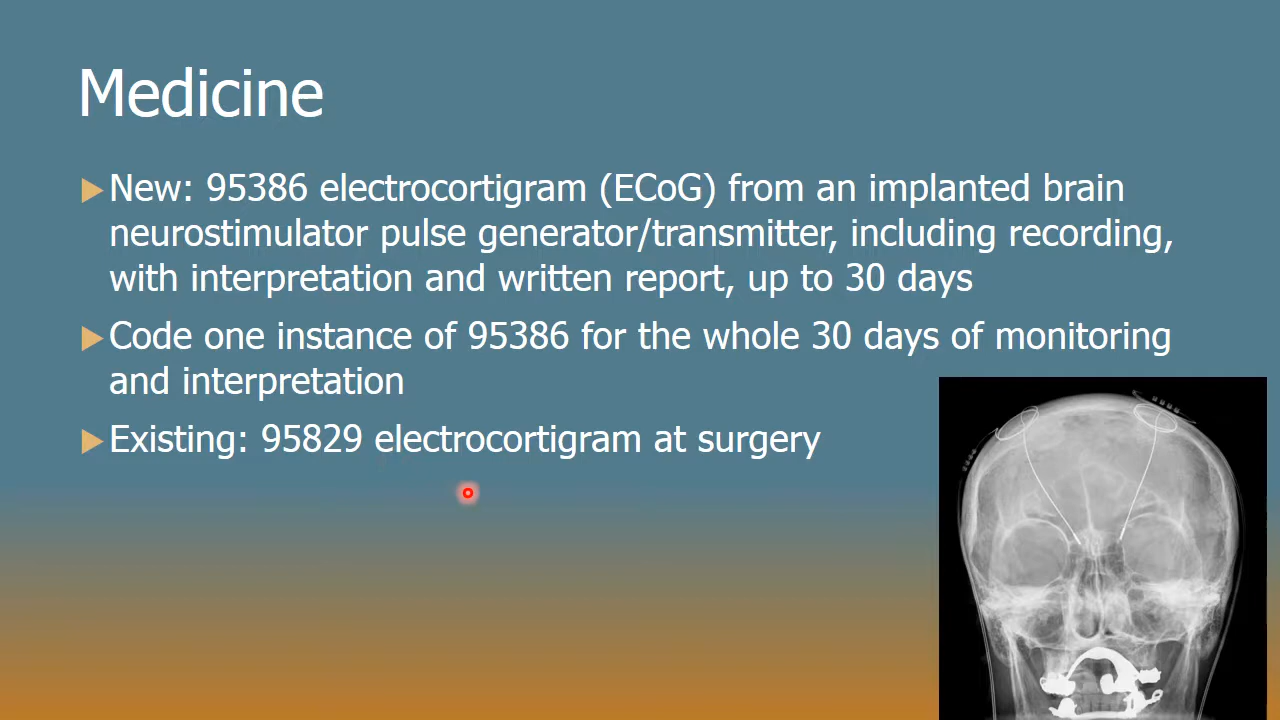 Medicine
New: 95386 electrocortigram (ECoG) from an implanted brain
neurostimulator pulse generator/transmitter, including recording,
with interpretation and written report, up to 30 days
Code one instance of 95386 for the whole 30 days of monitoring
and interpretation
Existing: 95829 electrocortigram at surgery